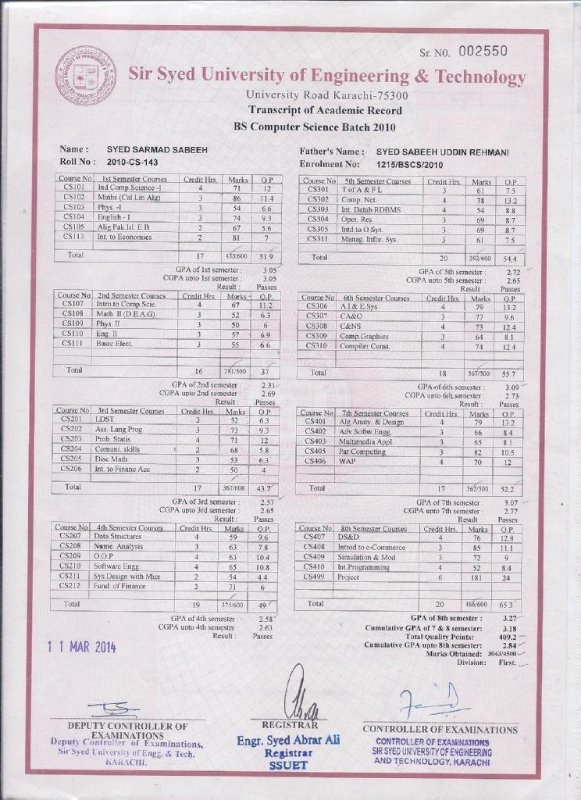 Sr. NO. 002550
Sir Syed University of Engineering & Technology
University Road Karachi-75300
Transcript of Academic Record
BS Computer Science Batch 2010
Name : SYED SARMAD SABEEH
Roll No : 2010-CS-143
Father's Name : SYED SABEEH UDDIN REHMANI
Enrolment No: 1215/BSCS/2010
Course No 1st Semester Courses Credit Hrs. Marks Q.P.
CS101 Ind.Comp Science -I 4 71 12
CS102 Maths (Cal Lin Alg) 3 86 11.4
CS103 Phys. -I 3 54 6.6
CS104 English - I 3 74 9.3
CS105 Alig Pak.Isl. E.B. 2 67 5.6
CS113 Int. to Economics 2 81 7
Total 17 433/600 51.9
GPA of 1st semester : 3.05
CGPA upto 1st semester : 3.05
Result : Passes
Course No 2nd Semester Courses Credit Hrs. Marks Q.P.
CS107 Intro to Comp Scie. 4 67 11.2
CS108 Math. II (D.E.A.G) 3 52 6.3
CS109 Phys. II 3 50 6
CS110 Eng. II 3 57 6.9
CS111 Basic Elect. 3 55 6.6
Total 16 281/500 37
GPA of 2nd semester : 2.31
CGPA upto 2nd semester : 2.69
Result : Passes
Course No 3rd Semester Courses Credit Hrs. Marks Q.P.
CS201 LDST 3 52 6.3
CS202 Ass. Lang Prog 3 73 9.3
CS203 Prob. Statis 4 71 12
CS204 Comuni. skills 2 68 5.8
CS205 Disc Math 3 53 6.3
CS206 Int. to Financ Acc 2 50 4
Total 17 367/600 43.7
GPA of 3rd semester : 2.57
CGPA upto 3rd semester : 2.65
Result : Passes
Course No 4th Semester Courses Credit Hrs. Marks Q.P.
CS207 Data Structures 4 59 9.6
CS208 Nume. Analysis 3 63 7.8
CS209 O.O.P 4 63 10.4
CS210 Software Engg 4 65 10.8
CS211 Sys.Design with Micr 2 54 4.4
CS212 Fund. of Finance 2 71 6
Total 19 375/600 49
GPA of 4th semester : 2.58
CGPA upto 4th semester : 2.63
Result : Passes
Course No 5th Semester Courses Credit Hrs. Marks Q.P.
CS301 T of A & F L 3 61 7.5
CS302 Comp. Net. 4 78 13.2
CS303 Int. Datab RDBMS 4 54 8.8
CS304 Oper. Res. 3 69 8.7
CS305 Intd to O.Sys. 3 69 8.7
CS311 Manag. Infor. Sys 3 61 7.5
Total 20 392/600 54.4
GPA of 5th semester : 2.72
CGPA upto 5th semester : 2.65
Result : Passes
Course No 6th Semester Courses Credit Hrs. Marks Q.P.
CS306 A.I & E.Sys. 4 79 13.2
CS307 CA&O 3 77 9.6
CS308 C&NS 4 73 12.4
CS309 Comp.Graphics 3 64 8.1
CS310 Compiler Const. 4 74 12.4
Total 18 367/500 55.7
GPA of 6th semester : 3.09
CGPA upto 6th semester : 2.73
Result : Passes
Course No 7th Semester Courses Credit Hrs. Marks Q.P.
CS401 Alg Analy. & Design 4 79 13.2
CS402 Adv.Softw.Engg. 3 66 8.4
CS403 Multimedia Appl. 3 65 8.1
CS405 Par.Computing 3 82 10.5
CS406 WAP 4 70 12
Total 17 362/500 52.2
GPA of 7th semester : 3.07
CGPA upto 7th semester : 2.77
Result : Passes
Course No 8th Semester Courses Credit Hrs. Marks Q.P.
CS407 DS&D 4 76 12.8
CS408 Introd to e-Commerce 3 85 11.1
CS409 Simulation & Mod 3 72 9
CS410 Int.Programming 4 52 8.4
CS499 Project 6 181 24
Total 20 466/600 65.3
GPA of 8th semester : 3.27
Cumulative GPA of 7 & 8 semester: 3.18
Total Quality Points: 409.2
Cumulative GPA upto 8th semester: 2.84
Marks Obtained: 3043/4500
Division: First.
11 MAR 2014
DEPUTY CONTROLLER OF EXAMINATIONS
Deputy Controller of Examinations,
Sir Syed University of Engg. & Tech.
KARACHI.
REGISTRAR
Engr. Syed Abrar Ali
Registrar
SSUET
CONTROLLER OF EXAMINATIONS
CONTROLLER OF EXAMINATIONS
SIR SYED UNIVERSITY OF ENGINEERING
AND TECHNOLOGY, KARACHI